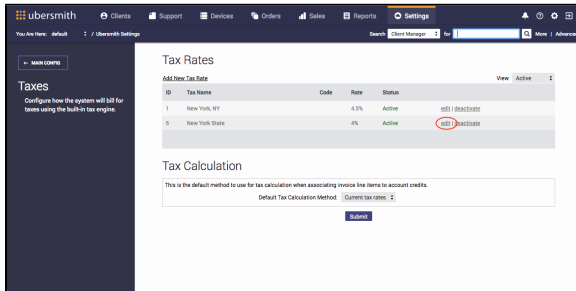 ubersmith Clients Support Devices Orders Sales Reports Settings
You Are Here: default / Ubersmith Settings Search Client Manager for More | Advanced
← MAIN CONFIG
Taxes
Configure how the system will bill for
taxes using the built-in tax engine.
Tax Rates
Add New Tax Rate View: Active
ID Tax Name Code Rate Status
1 New York, NY 4.5% Active edit | deactivate
5 New York State 4% Active edit | deactivate
Tax Calculation
This is the default method to use for tax calculation when associating invoice line items to account credits.
Default Tax Calculation Method: Current tax rates
Submit